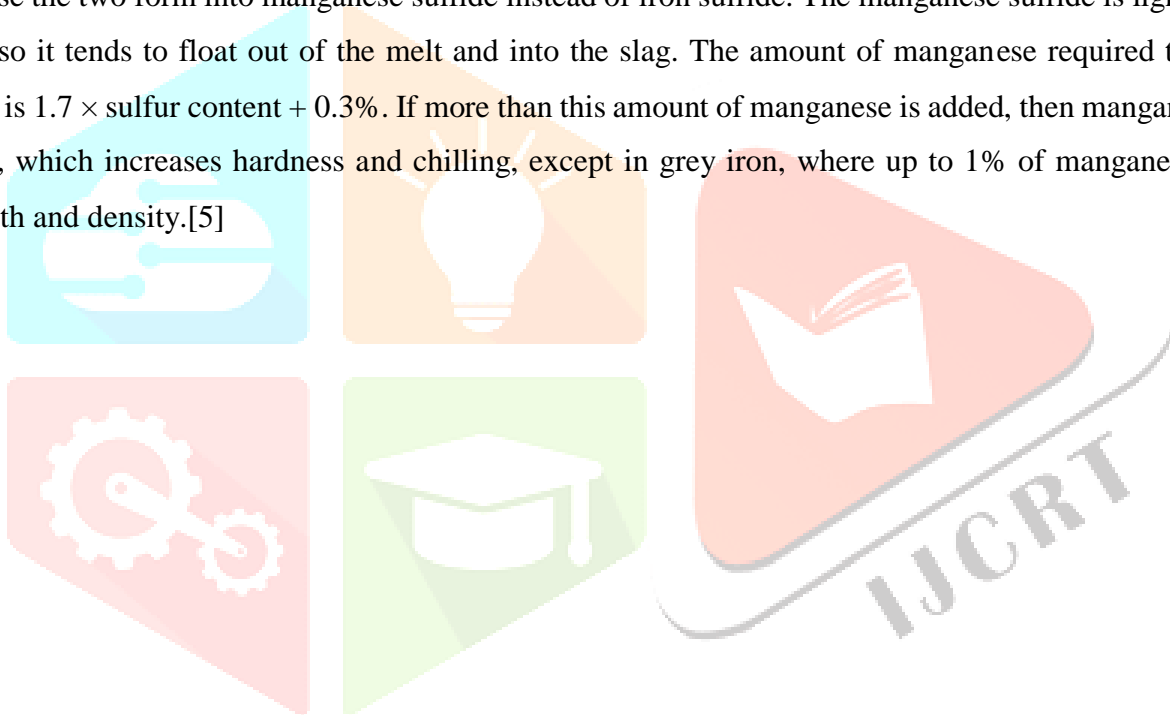 se the two form into manganese sulfide instead of iron sulfide. The manganese sulfide is lig
so it tends to float out of the melt and into the slag. The amount of manganese required t
is 1.7 × sulfur content + 0.3%. If more than this amount of manganese is added, then mangan
, which increases hardness and chilling, except in grey iron, where up to 1% of manganese
th and density.[5]
IJCRT